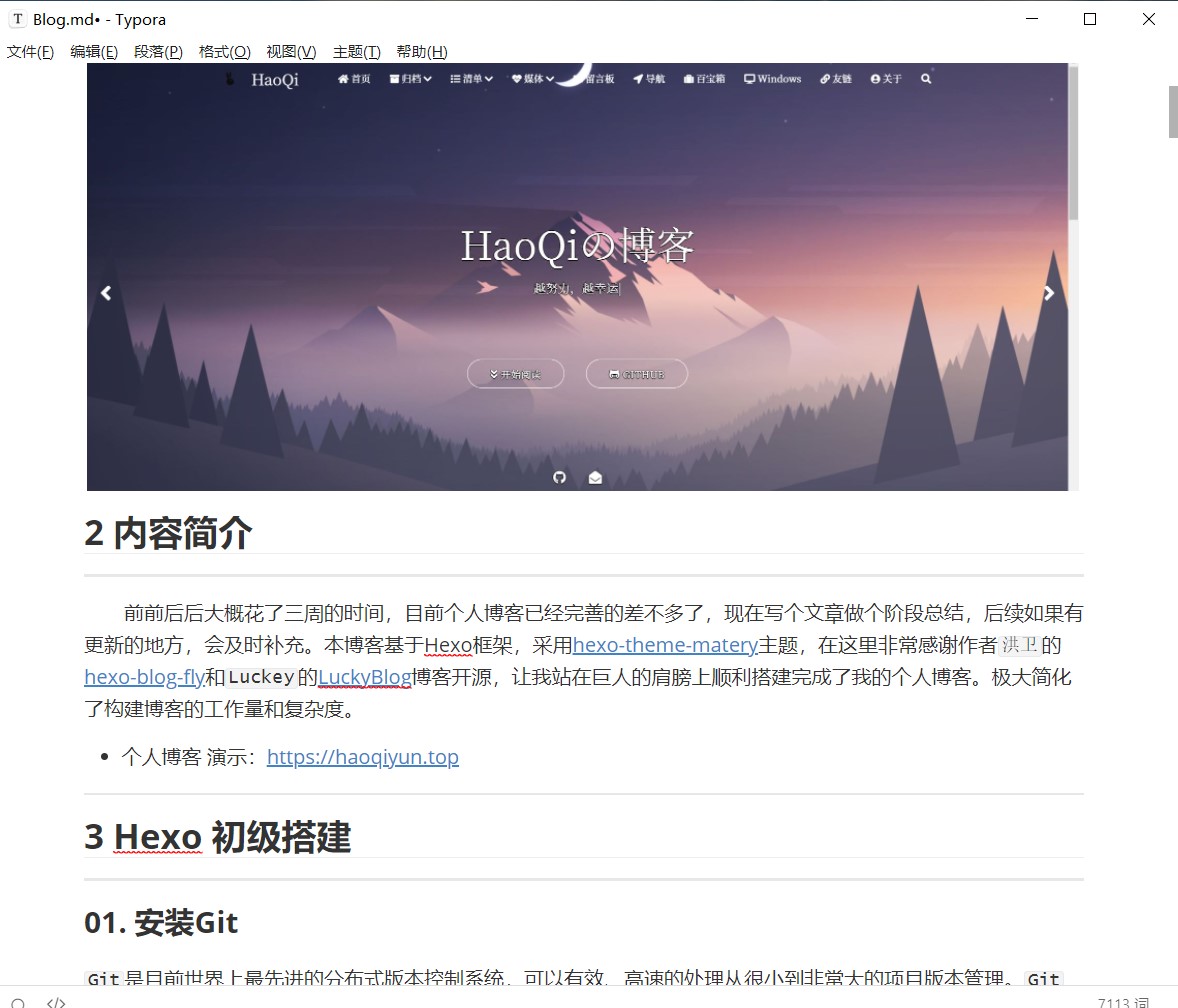 T Blog.md• - Typora
文件(F) 编辑(E) 段落(P) 格式(O) 视图(V) 主题(T) 帮助(H)
HaoQi 首页 归档 清单 媒体 留言板 导航 百宝箱 Windows 友链 关于
HaoQiの博客
越努力，越幸运|
开始阅读 GITHUB
2 内容简介
前前后后大概花了三周的时间，目前个人博客已经完善的差不多了，现在写个文章做个阶段总结，后续如果有
更新的地方，会及时补充。本博客基于Hexo框架，采用hexo-theme-matery主题，在这里非常感谢作者洪卫的
hexo-blog-fly和Luckey的LuckyBlog博客开源，让我站在巨人的肩膀上顺利搭建完成了我的个人博客。极大简化
了构建博客的工作量和复杂度。
• 个人博客 演示：https://haoqiyun.top
3 Hexo 初级搭建
01. 安装Git
Git是目前世界上最先进的分布式版本控制系统，可以有效、高速的处理从很小到非常大的项目版本管理。Git
</> 7113 词